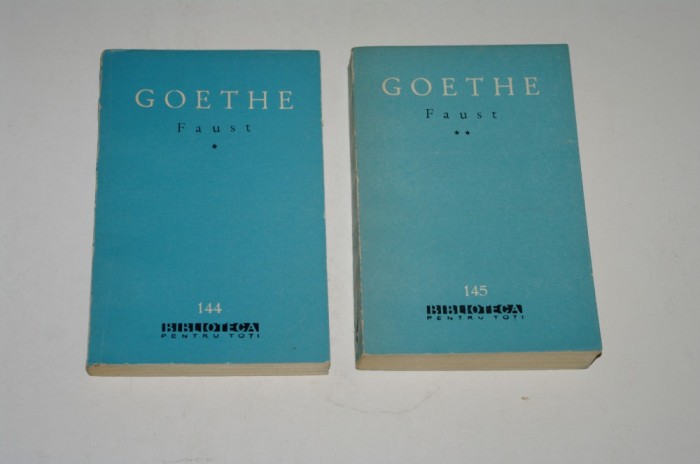 GOETHE
Faust
*
144
BIBLIOTECA
PENTRU TOȚI
GOETHE
Faust
**
145
BIBLIOTECA
PENTRU TOȚI